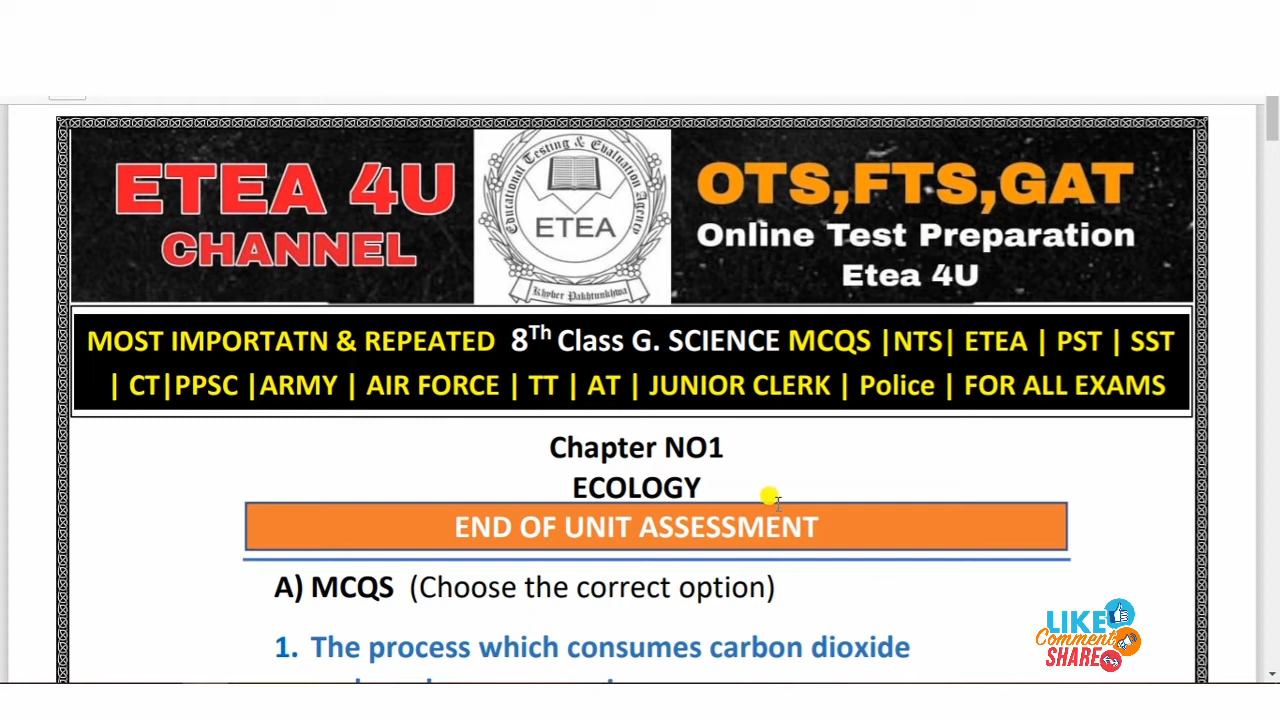 ETEA 4U
CHANNEL
Educational Testing & Evaluation Agency
ETEA
Khyber Pakhtunkhwa
OTS,FTS,GAT
Online Test Preparation
Etea 4U
MOST IMPORTATN & REPEATED 8Th Class G. SCIENCE MCQS |NTS| ETEA | PST | SST
| CT|PPSC |ARMY | AIR FORCE | TT | AT | JUNIOR CLERK | Police | FOR ALL EXAMS
Chapter NO1
ECOLOGY
END OF UNIT ASSESSMENT
A) MCQS (Choose the correct option)
1. The process which consumes carbon dioxide
LIKE
Comment
SHARE